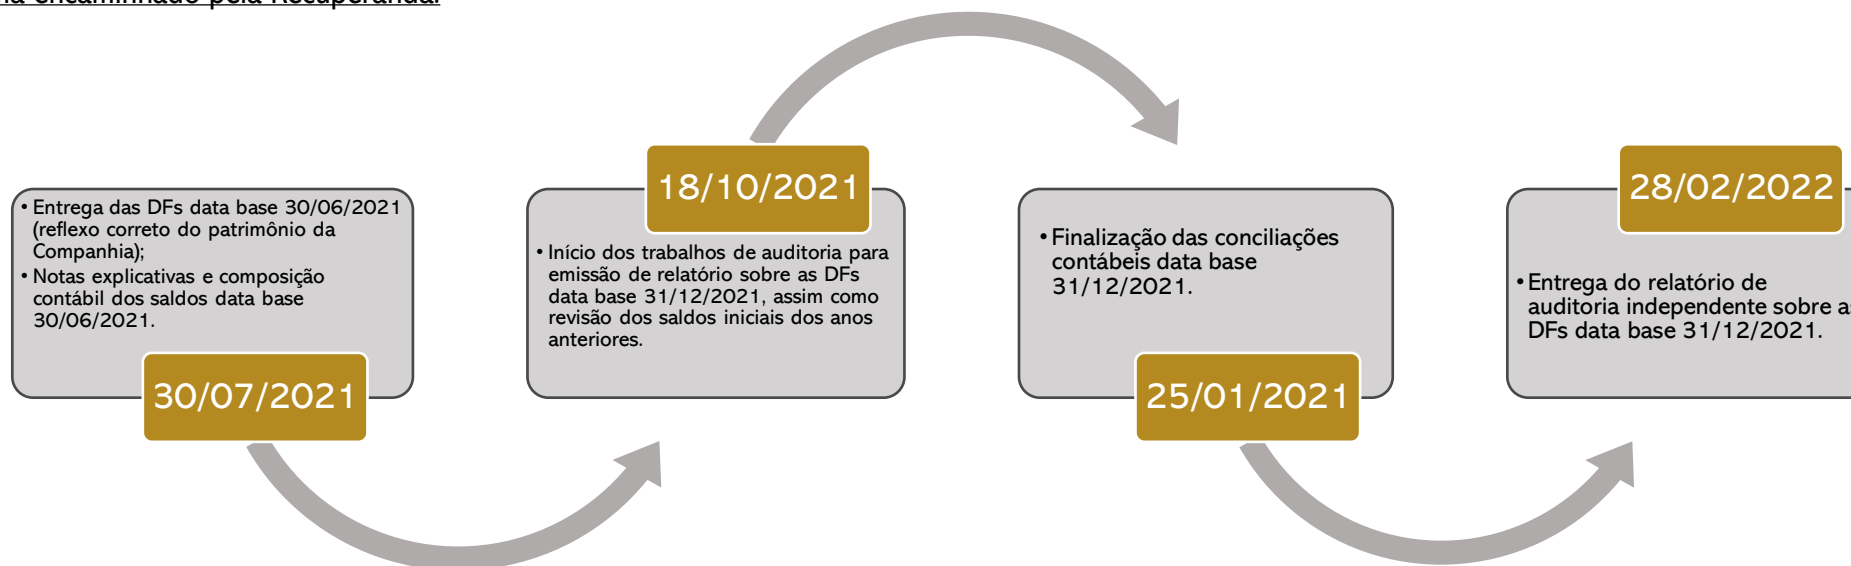 encaminhado pela Recuperanda.
• Entrega das DFs data base 30/06/2021
(reflexo correto do patrimônio da
Companhia);
• Notas explicativas e composição
contábil dos saldos data base
30/06/2021.
30/07/2021
18/10/2021
• Início dos trabalhos de auditoria para
emissão de relatório sobre as DFs
data base 31/12/2021, assim como
revisão dos saldos iniciais dos anos
anteriores.
• Finalização das conciliações
contábeis data base
31/12/2021.
25/01/2021
28/02/2022
• Entrega do relatório de
auditoria independente sobre as
DFs data base 31/12/2021.